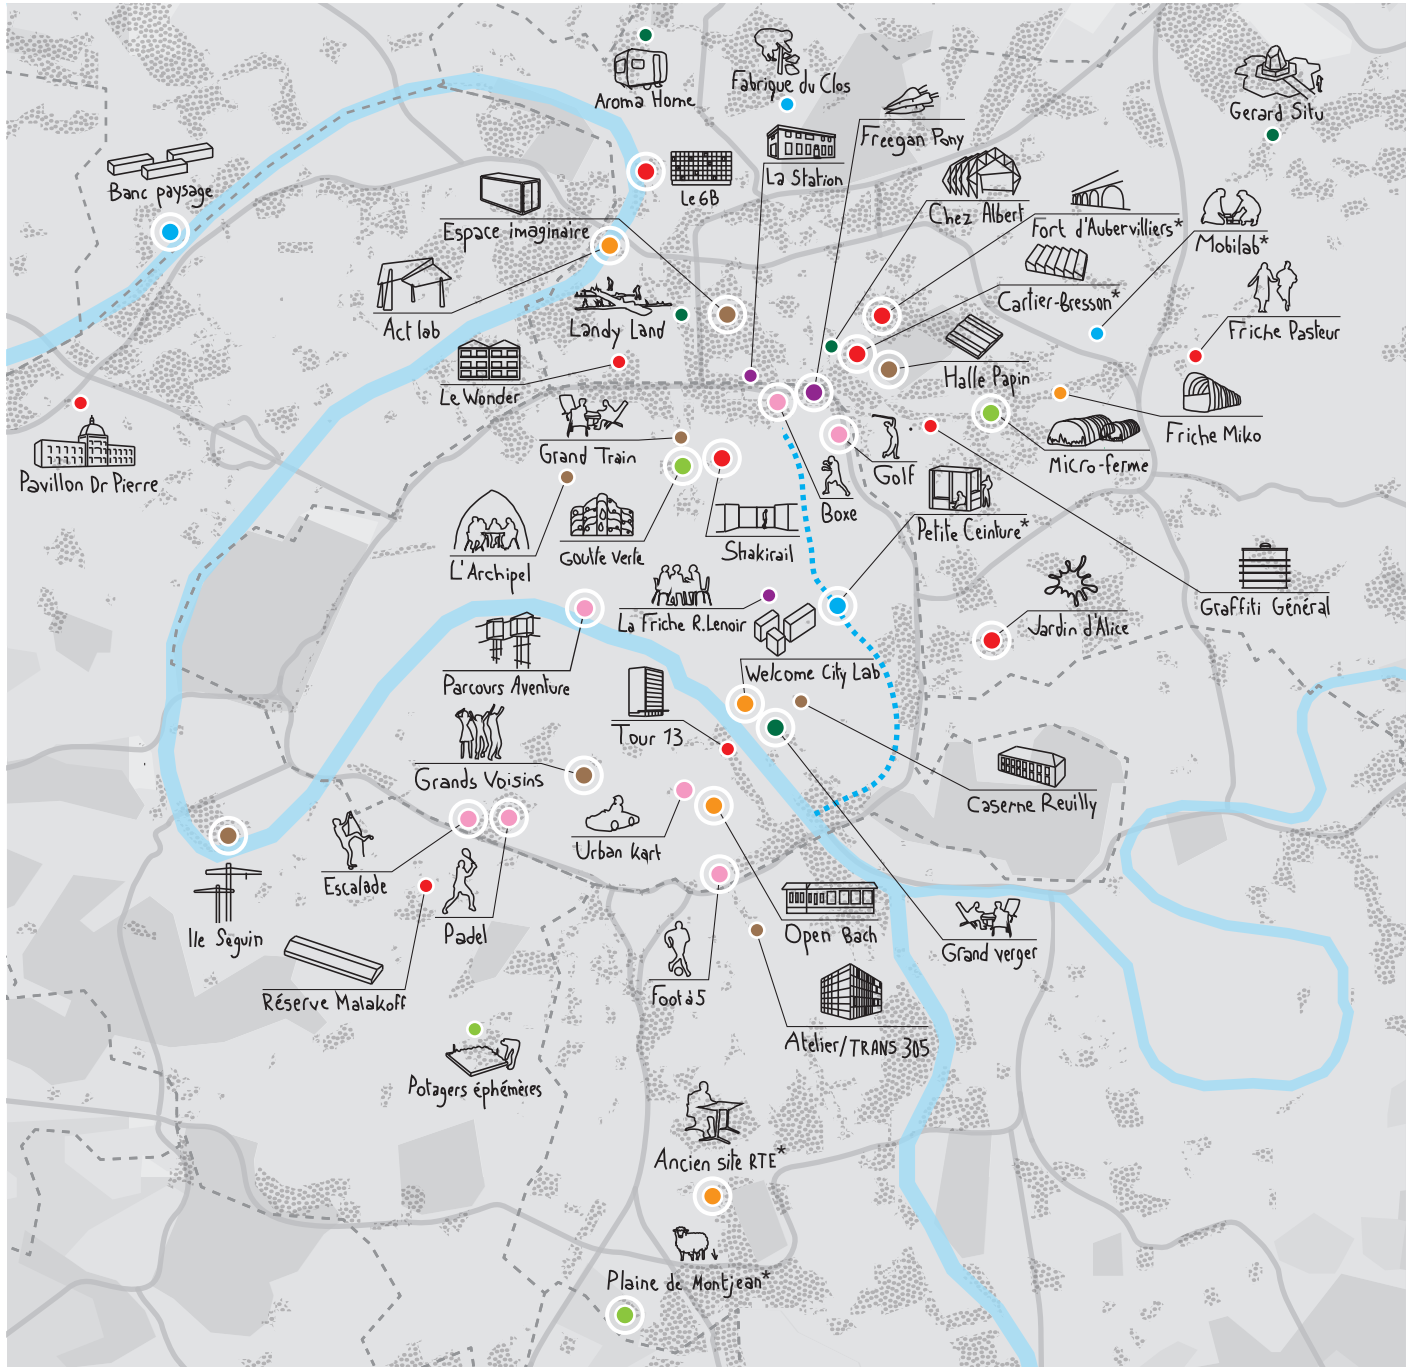 Aroma Home
Fabrique du Clos
Gerard Situ
Freegan Pony
Banc paysage
Le 6B
La Station
Chez Albert
Espace imaginaire
Fort d'Aubervilliers*
Mobilab*
Cartier-Bresson*
Act lab
Landy Land
Friche Pasteur
Le Wonder
Halle Papin
Friche Miko
Grand Train
Micro-ferme
Golf
Pavillon Dr Pierre
Boxe
Petite Ceinture*
L'Archipel
Goutte verte
Shakirail
Graffiti Général
La Friche R.Lenoir
Jardin d'Alice
Parcours Aventure
Welcome City Lab
Tour 13
Grands Voisins
Caserne Reuilly
Urban Kart
Escalade
Padel
Open Bach
Ile Seguin
Grand verger
Réserve Malakoff
Foot à 5
Atelier/TRANS 305
Potagers éphémères
Ancien site RTE*
Plaine de Montjean*